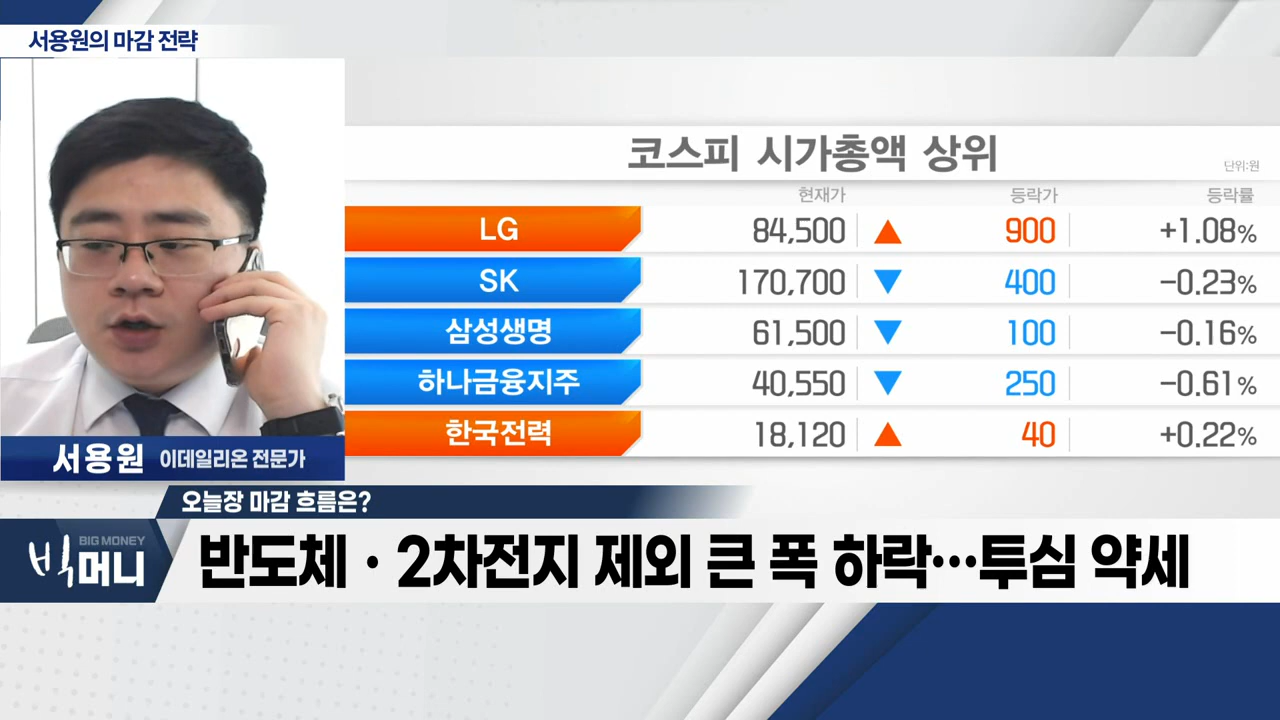 서용원의 마감 전략
코스피 시가총액 상위
단위:원
현재가 등락가 등락률
LG 84,500 ▲ 900 +1.08%
SK 170,700 ▼ 400 -0.23%
삼성생명 61,500 ▼ 100 -0.16%
하나금융지주 40,550 ▼ 250 -0.61%
한국전력 18,120 ▲ 40 +0.22%
서용원 이데일리온 전문가
오늘장 마감 흐름은?
BIG MONEY
빅머니
반도체·2차전지 제외 큰 폭 하락…투심 약세